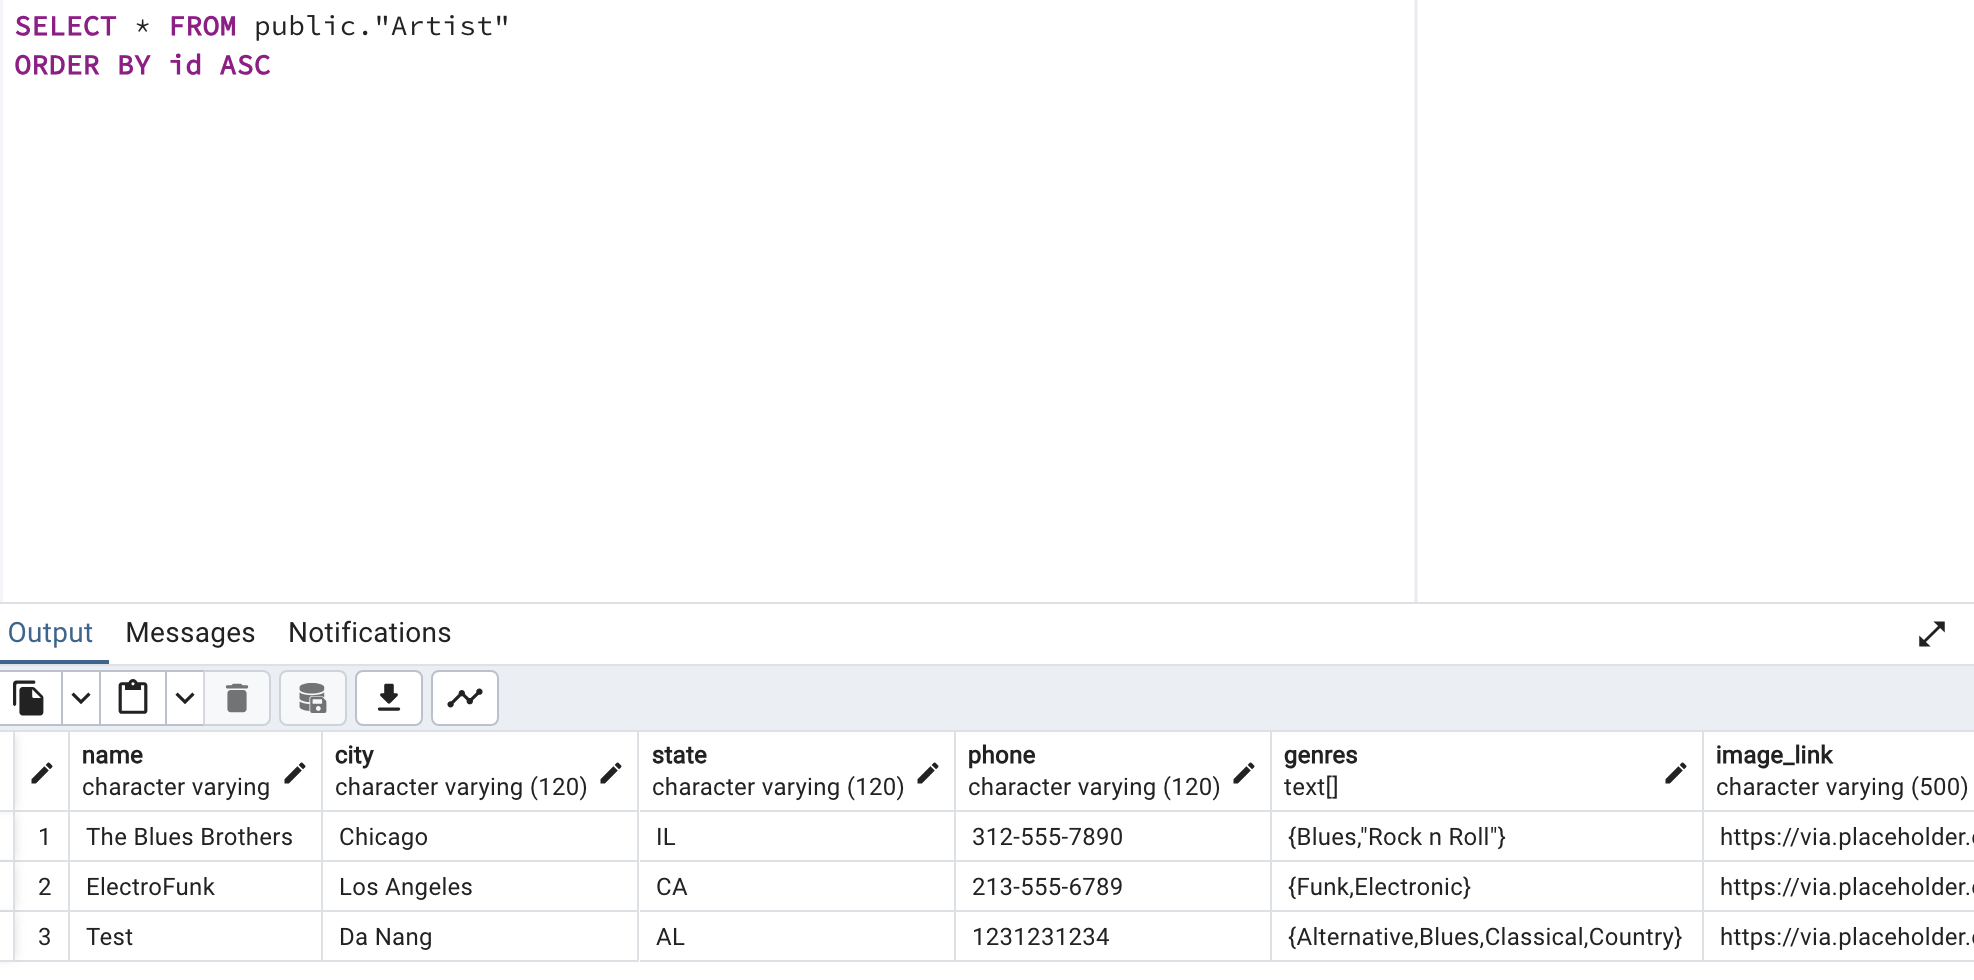 SELECT * FROM public."Artist"
ORDER BY id ASC
Output Messages Notifications
name city state phone genres image_link
character varying character varying (120) character varying (120) character varying (120) text[] character varying (500)
1 The Blues Brothers Chicago IL 312-555-7890 {Blues,"Rock n Roll"} https://via.placeholder.
2 ElectroFunk Los Angeles CA 213-555-6789 {Funk,Electronic} https://via.placeholder.
3 Test Da Nang AL 1231231234 {Alternative,Blues,Classical,Country} https://via.placeholder.